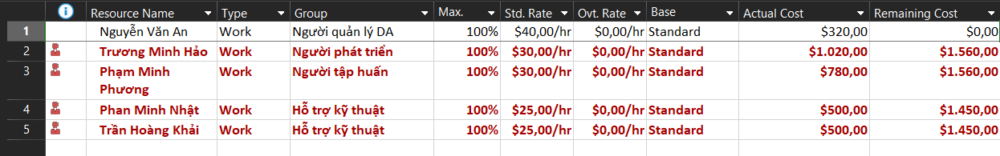 Resource Name Type Group Max. Std. Rate Ovt. Rate Base Actual Cost Remaining Cost
1 Nguyễn Văn An Work Người quản lý DA 100% $40,00/hr $0,00/hr Standard $320,00 $0,00
2 Trương Minh Hảo Work Người phát triển 100% $30,00/hr $0,00/hr Standard $1.020,00 $1.560,00
3 Phạm Minh Work Người tập huấn 100% $30,00/hr $0,00/hr Standard $780,00 $1.560,00
Phương
4 Phan Minh Nhật Work Hỗ trợ kỹ thuật 100% $25,00/hr $0,00/hr Standard $500,00 $1.450,00
5 Trần Hoàng Khải Work Hỗ trợ kỹ thuật 100% $25,00/hr $0,00/hr Standard $500,00 $1.450,00